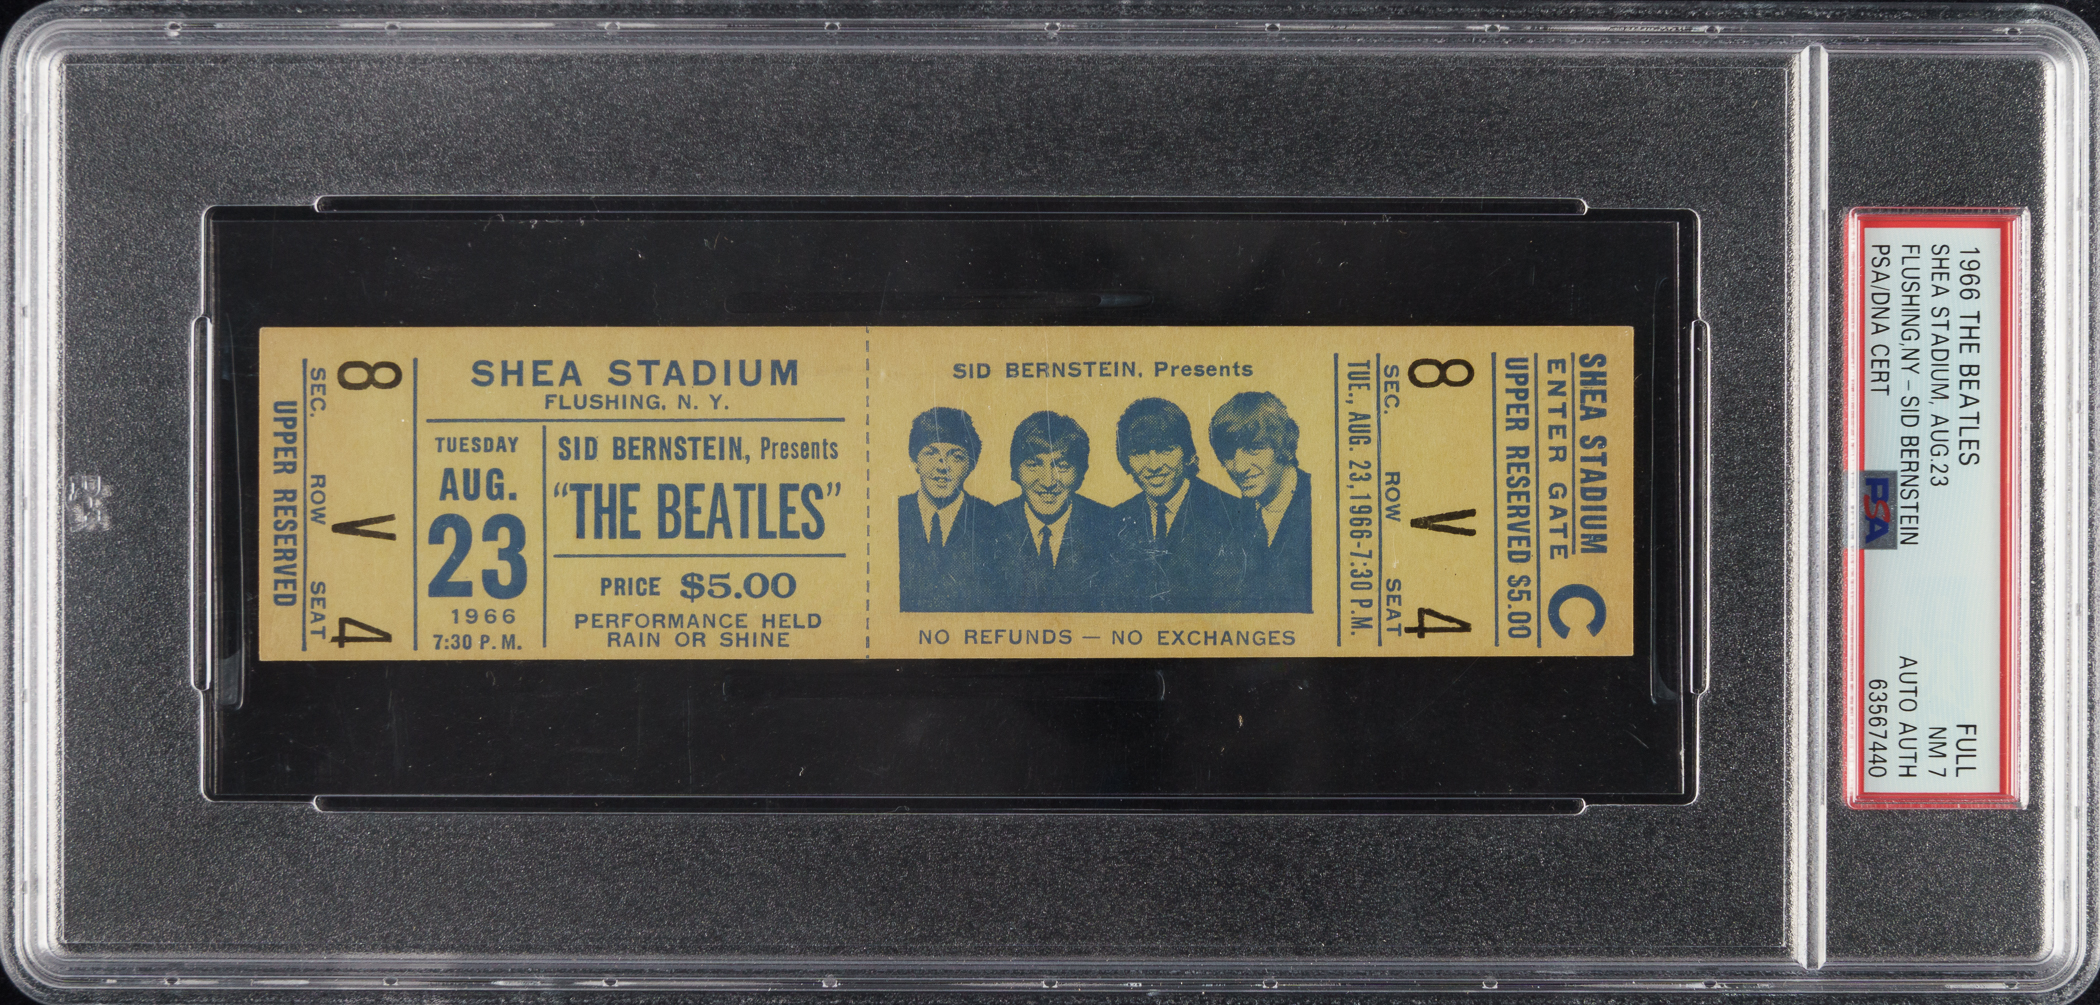 8 V 4
SEC. ROW SEAT
UPPER RESERVED
SHEA STADIUM
FLUSHING, N. Y.
TUESDAY
AUG.
23
1966
7:30 P. M.
SID BERNSTEIN, Presents
"THE BEATLES"
PRICE $5.00
PERFORMANCE HELD
RAIN OR SHINE
SID BERNSTEIN, Presents
NO REFUNDS — NO EXCHANGES
SHEA STADIUM
ENTER GATE C
UPPER RESERVED $5.00
8 V 4
SEC. ROW SEAT
TUE., AUG. 23,1966-7:30 P.M.
1966 THE BEATLES FULL
SHEA STADIUM, AUG.23 NM 7
FLUSHING,NY - SID BERNSTEIN AUTO AUTH
PSA/DNA CERT 63567440
PSA